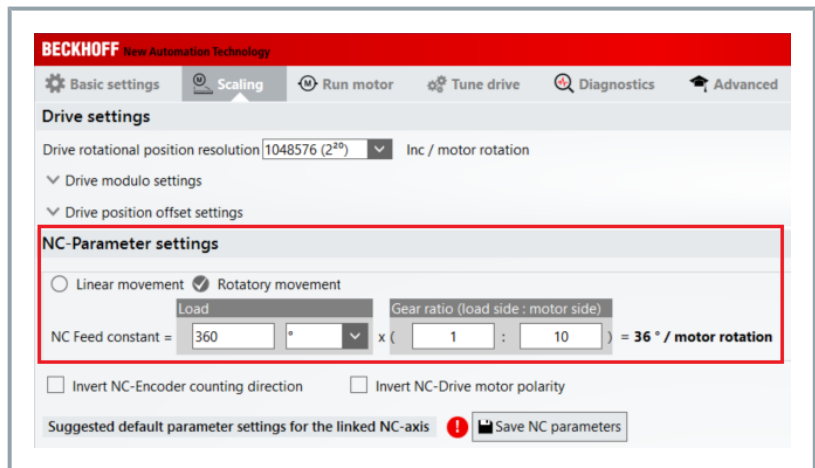 BECKHOFF New Automation Technology
Basic settings Scaling Run motor Tune drive Diagnostics Advanced
Drive settings
Drive rotational position resolution 1048576 (2²⁰) Inc / motor rotation
Drive modulo settings
Drive position offset settings
NC-Parameter settings
Linear movement Rotatory movement
Load Gear ratio (load side : motor side)
NC Feed constant = 360 ° x ( 1 : 10 ) = 36 ° / motor rotation
Invert NC-Encoder counting direction Invert NC-Drive motor polarity
Suggested default parameter settings for the linked NC-axis ! Save NC parameters